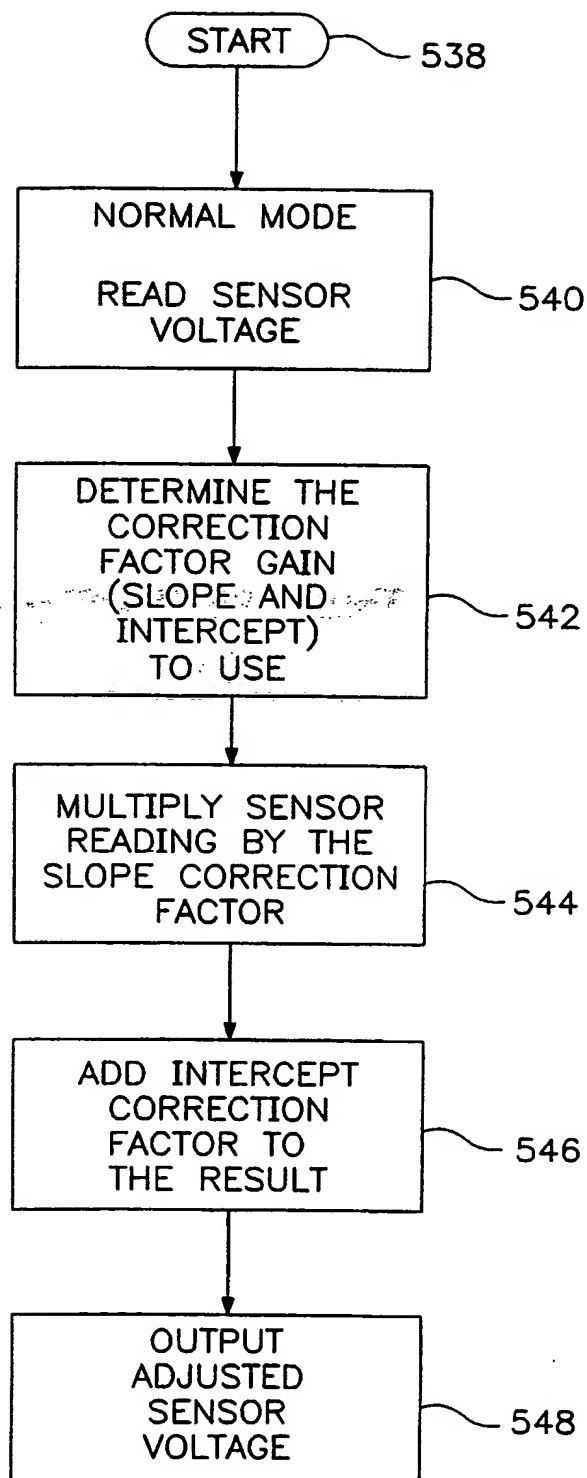 START
538
NORMAL MODE
READ SENSOR
VOLTAGE
540
DETERMINE THE
CORRECTION
FACTOR GAIN
(SLOPE AND
INTERCEPT)
TO USE
542
MULTIPLY SENSOR
READING BY THE
SLOPE CORRECTION
FACTOR
544
ADD INTERCEPT
CORRECTION
FACTOR TO
THE RESULT
546
OUTPUT
ADJUSTED
SENSOR
VOLTAGE
548